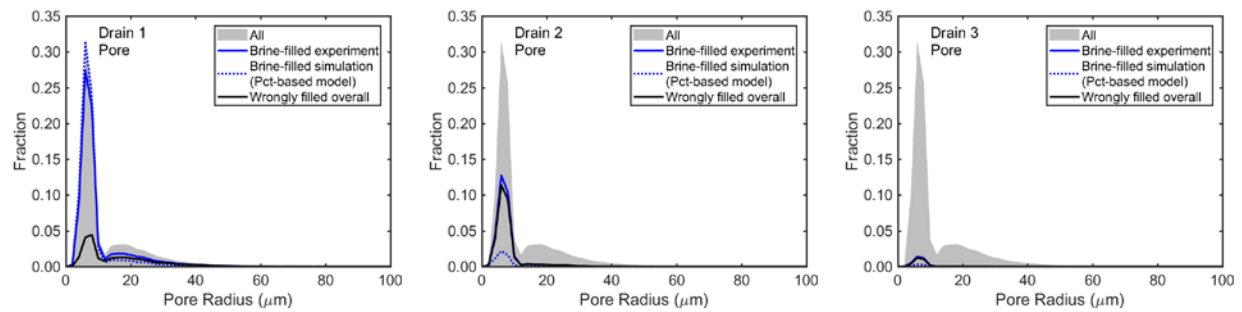 Drain 1
Pore
All
Brine-filled experiment
Brine-filled simulation
(Pct-based model)
Wrongly filled overall
Fraction
0.35
0.30
0.25
0.20
0.15
0.10
0.05
0.00
0 20 40 60 80 100
Pore Radius (μm)
Drain 2
Pore
All
Brine-filled experiment
Brine-filled simulation
(Pct-based model)
Wrongly filled overall
Fraction
0.35
0.30
0.25
0.20
0.15
0.10
0.05
0.00
0 20 40 60 80 100
Pore Radius (μm)
Drain 3
Pore
All
Brine-filled experiment
Brine-filled simulation
(Pct-based model)
Wrongly filled overall
Fraction
0.35
0.30
0.25
0.20
0.15
0.10
0.05
0.00
0 20 40 60 80 100
Pore Radius (μm)